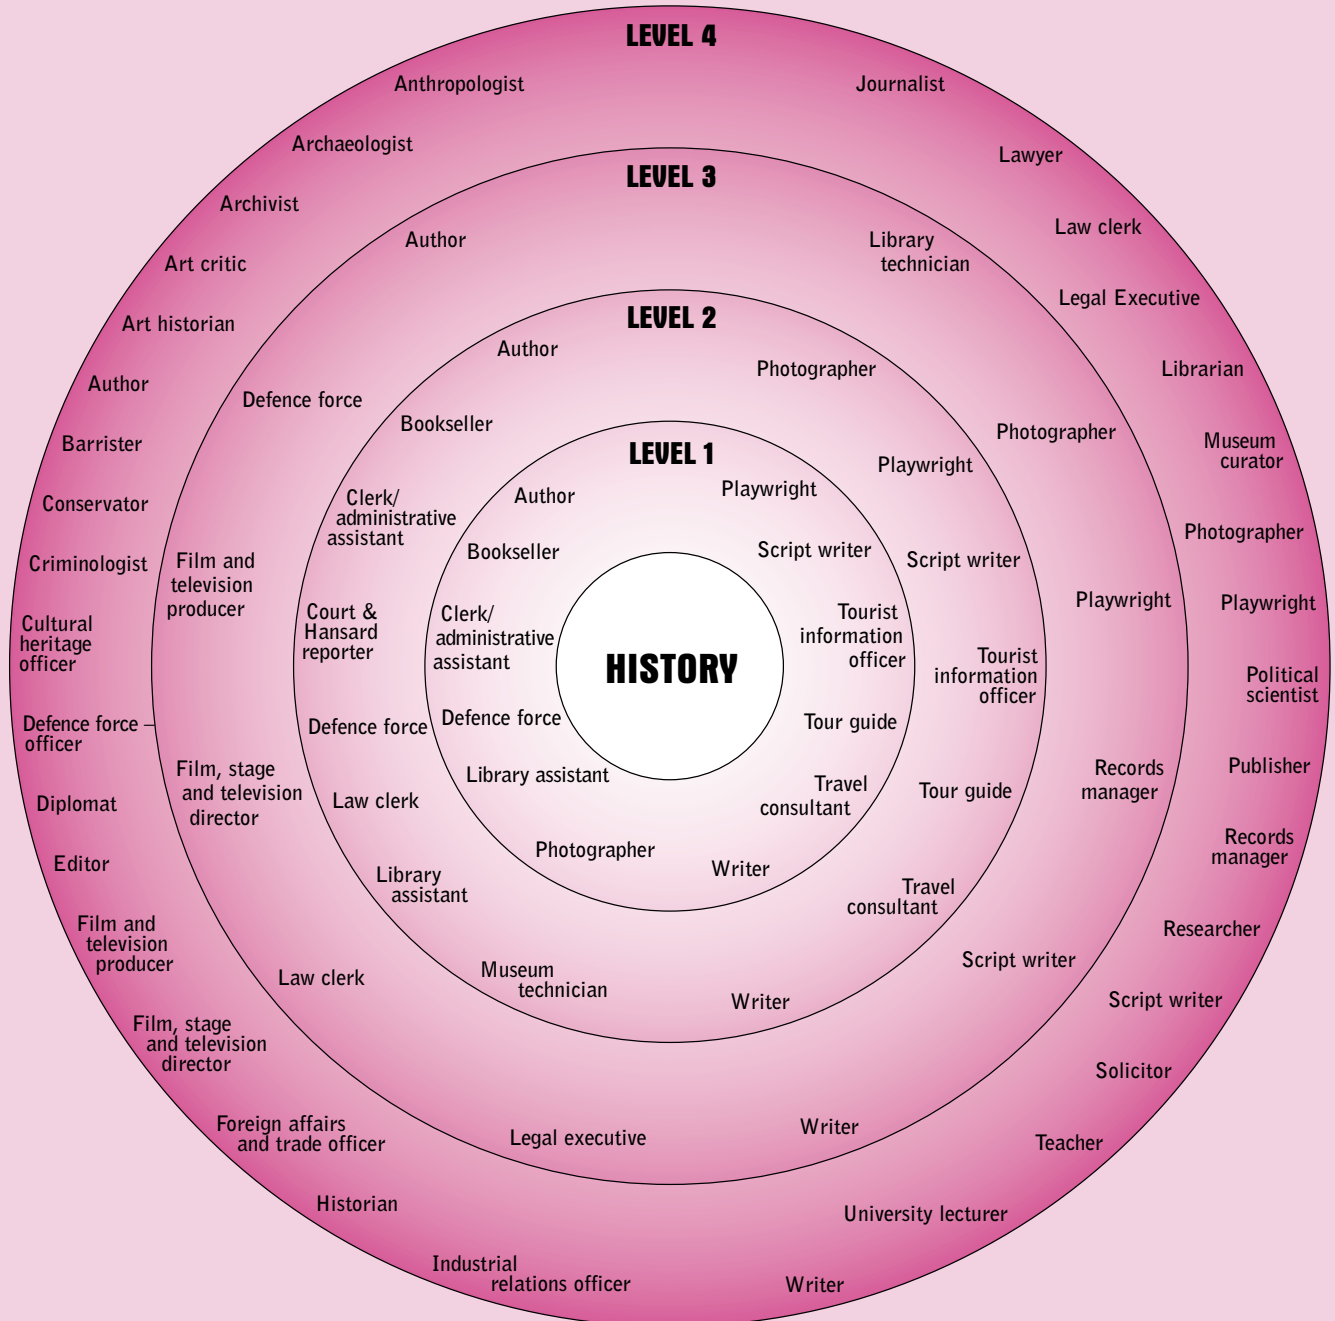 LEVEL 4
Anthropologist
Archaeologist
Archivist
Art critic
Art historian
Author
Barrister
Conservator
Criminologist
Cultural
heritage
officer
Defence force
officer
Diplomat
Editor
Film and
television
producer
Film, stage
and television
director
Foreign affairs
and trade officer
Historian
Industrial
relations officer
Journalist
Lawyer
Law clerk
Legal Executive
Librarian
Museum
curator
Photographer
Playwright
Political
scientist
Publisher
Records
manager
Researcher
Script writer
Solicitor
Teacher
University lecturer
Writer
LEVEL 3
Author
Defence force
Film and
television
producer
Film, stage
and television
director
Law clerk
Legal executive
Library
technician
Photographer
Playwright
Records
manager
Script writer
Writer
LEVEL 2
Author
Bookseller
Clerk/
administrative
assistant
Court &
Hansard
reporter
Defence force
Law clerk
Library
assistant
Museum
technician
Photographer
Playwright
Script writer
Tourist
information
officer
Tour guide
Travel
consultant
Writer
LEVEL 1
Author
Bookseller
Clerk/
administrative
assistant
Defence force
Library assistant
Photographer
Playwright
Script writer
Tourist
information
officer
Tour guide
Travel
consultant
Writer
HISTORY